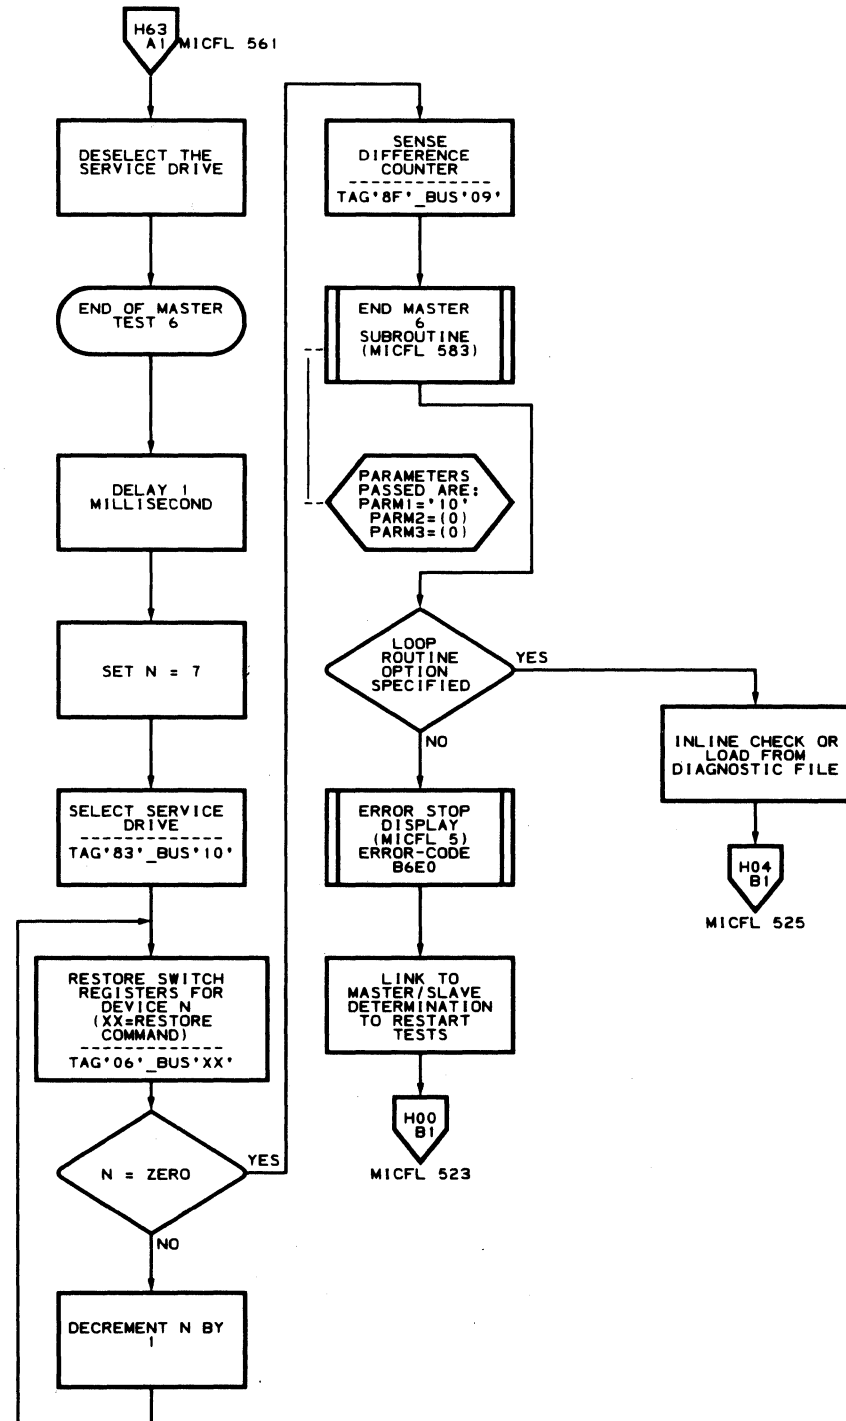 H63
A1 MICFL 561
DESELECT THE
SERVICE DRIVE
END OF MASTER
TEST 6
DELAY 1
MILLISECOND
SET N = 7
SELECT SERVICE
DRIVE
TAG'83'_BUS'10'
RESTORE SWITCH
REGISTERS FOR
DEVICE N
(XX=RESTORE
COMMAND)
TAG'06'_BUS'XX'
N = ZERO
YES
NO
DECREMENT N BY
1
SENSE
DIFFERENCE
COUNTER
TAG'8F'_BUS'09'
END MASTER
6
SUBROUTINE
(MICFL 583)
PARAMETERS
PASSED ARE:
PARM1='10'
PARM2=(0)
PARM3=(0)
LOOP
ROUTINE
OPTION
SPECIFIED
YES
NO
ERROR STOP
DISPLAY
(MICFL 5)
ERROR-CODE
B6E0
LINK TO
MASTER/SLAVE
DETERMINATION
TO RESTART
TESTS
H00
B1
MICFL 523
INLINE CHECK OR
LOAD FROM
DIAGNOSTIC FILE
H04
B1
MICFL 525